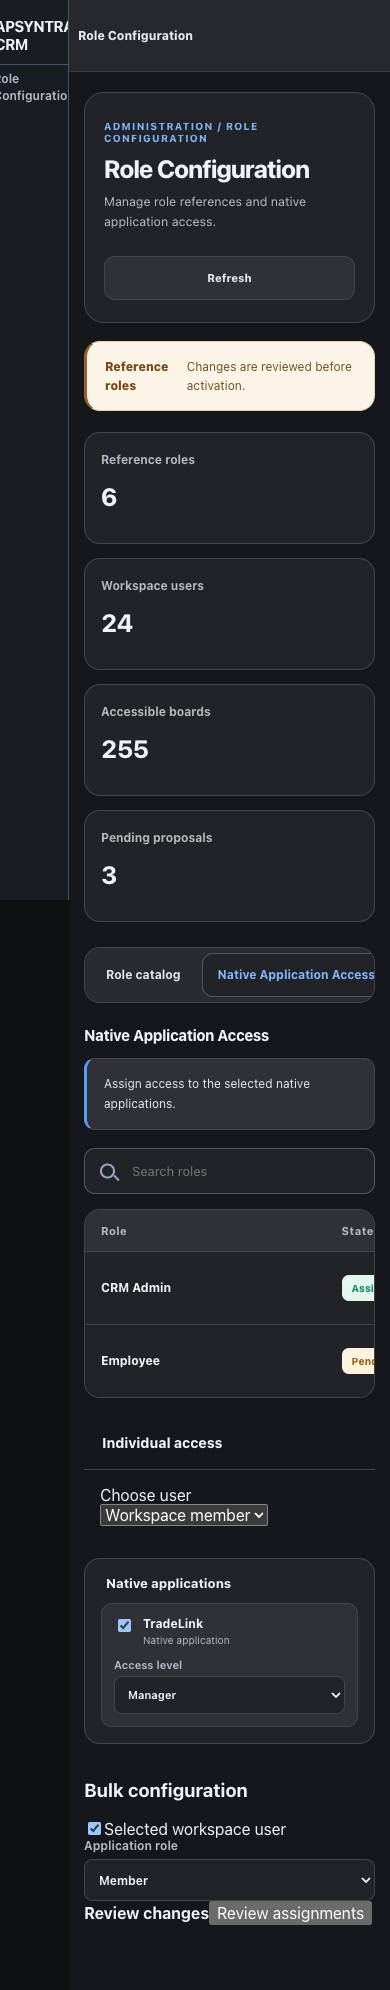 APSYNTRA
CRM
Role
Configuration
Role Configuration
ADMINISTRATION / ROLE
CONFIGURATION
Role Configuration
Manage role references and native
application access.
Refresh
Reference
roles
Changes are reviewed before
activation.
Reference roles
6
Workspace users
24
Accessible boards
255
Pending proposals
3
Role catalog
Native Application Access
Native Application Access
Assign access to the selected native
applications.
Search roles
Role State
CRM Admin Assi
Employee Pend
Individual access
Choose user
Workspace member
Native applications
TradeLink
Native application
Access level
Manager
Bulk configuration
Selected workspace user
Application role
Member
Review changes Review assignments